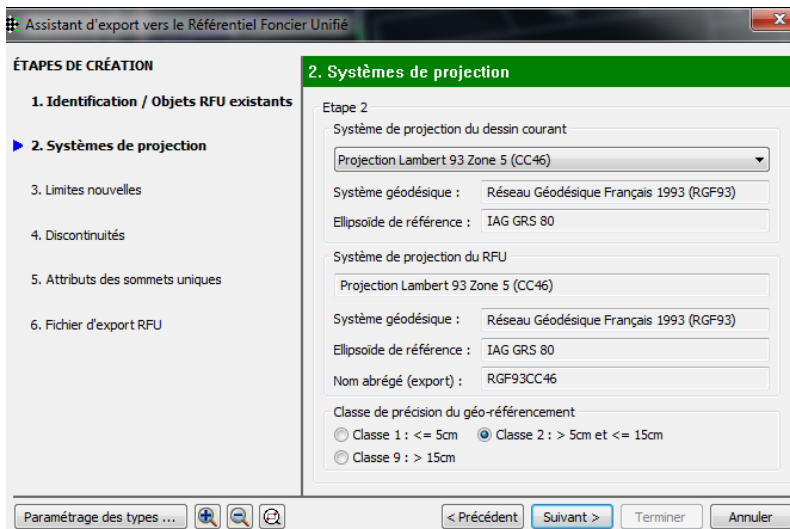 Assistant d'export vers le Référentiel Foncier Unifié
x
ÉTAPES DE CRÉATION
1. Identification / Objets RFU existants
2. Systèmes de projection
3. Limites nouvelles
4. Discontinuités
5. Attributs des sommets uniques
6. Fichier d'export RFU
2. Systèmes de projection
Etape 2
Système de projection du dessin courant
Projection Lambert 93 Zone 5 (CC46)
Système géodésique : Réseau Géodésique Français 1993 (RGF93)
Ellipsoïde de référence : IAG GRS 80
Système de projection du RFU
Projection Lambert 93 Zone 5 (CC46)
Système géodésique : Réseau Géodésique Français 1993 (RGF93)
Ellipsoïde de référence : IAG GRS 80
Nom abrégé (export) : RGF93CC46
Classe de précision du géo-référencement
Classe 1 : <= 5cm Classe 2 : > 5cm et <= 15cm
Classe 9 : > 15cm
Paramétrage des types ... < Précédent Suivant > Terminer Annuler